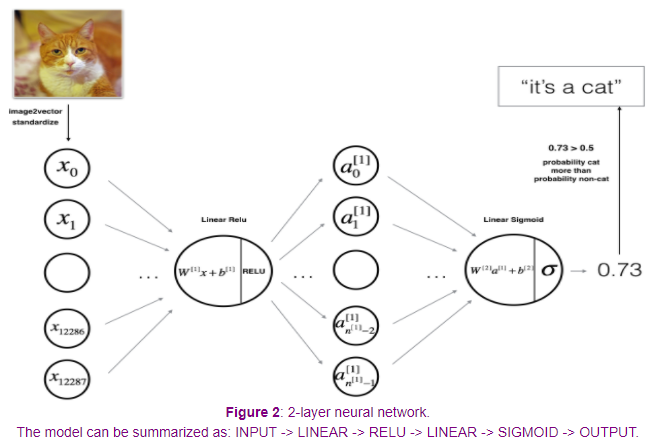 image2vector
standardize
x₀
x₁
x₁₂₂₈₆
x₁₂₂₈₇
...
Linear Relu
W^[1]x + b^[1]
RELU
...
a₀^[1]
a₁^[1]
a^[1]_{n^[1]−2}
a^[1]_{n^[1]−1}
...
Linear Sigmoid
W^[2]a^[1] + b^[2]
σ
0.73
0.73 > 0.5
probability cat
more than
probability non-cat
“it’s a cat”
Figure 2: 2-layer neural network.
The model can be summarized as: INPUT -> LINEAR -> RELU -> LINEAR -> SIGMOID -> OUTPUT.